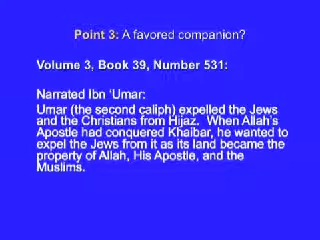 Point 3: A favored companion?
Volume 3, Book 39, Number 531:
Narrated Ibn 'Umar:
Umar (the second caliph) expelled the Jews
and the Christians from Hijaz. When Allah's
Apostle had conquered Khaibar, he wanted to
expel the Jews from it as its land became the
property of Allah, His Apostle, and the
Muslims.